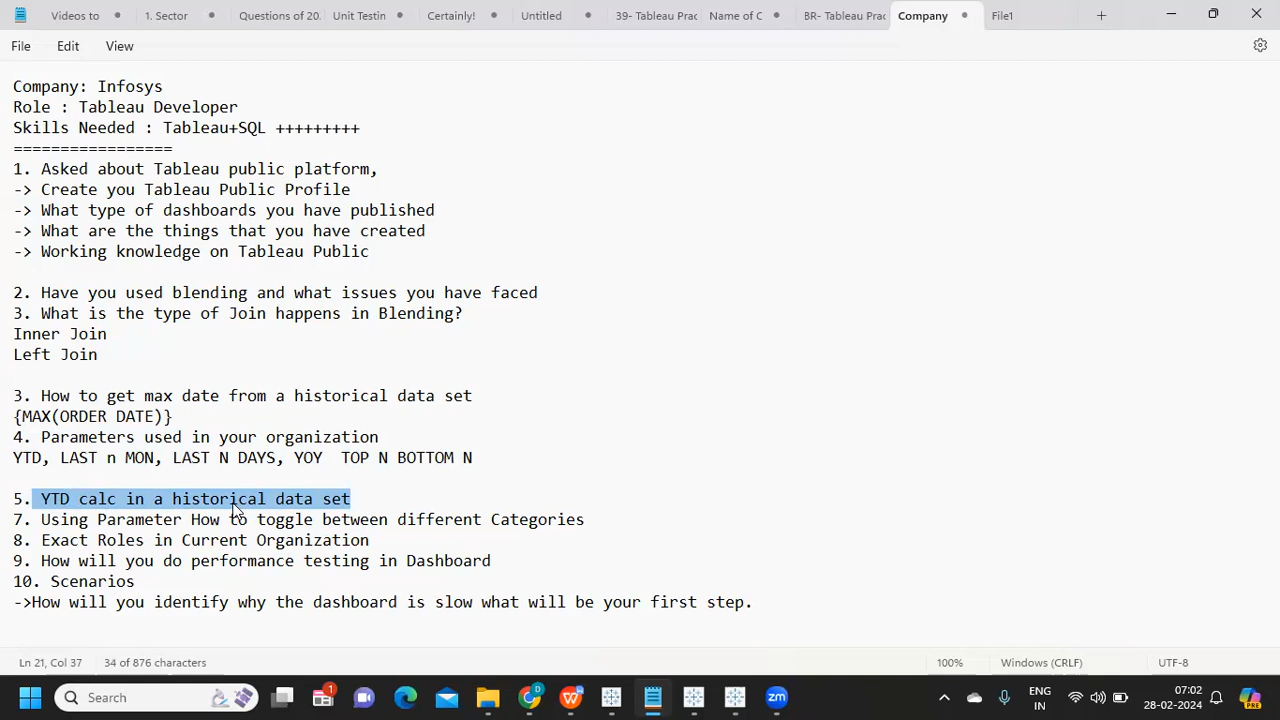 Videos to
1. Sector
Questions of 20.
Unit Testin
Certainly!
Untitled
39- Tableau Prac
Name of C
BR- Tableau Prac
Company
File1
File
Edit
View
Company: Infosys
Role : Tableau Developer
Skills Needed : Tableau+SQL +++++++++
=================
1. Asked about Tableau public platform,
-> Create you Tableau Public Profile
-> What type of dashboards you have published
-> What are the things that you have created
-> Working knowledge on Tableau Public
2. Have you used blending and what issues you have faced
3. What is the type of Join happens in Blending?
Inner Join
Left Join
3. How to get max date from a historical data set
{MAX(ORDER DATE)}
4. Parameters used in your organization
YTD, LAST n MON, LAST N DAYS, YOY  TOP N BOTTOM N
5. YTD calc in a historical data set
7. Using Parameter How to toggle between different Categories
8. Exact Roles in Current Organization
9. How will you do performance testing in Dashboard
10. Scenarios
->How will you identify why the dashboard is slow what will be your first step.
Ln 21, Col 37
34 of 876 characters
100%
Windows (CRLF)
UTF-8
Search
1
D
W
zm
ENG
IN
07:02
28-02-2024
PRE